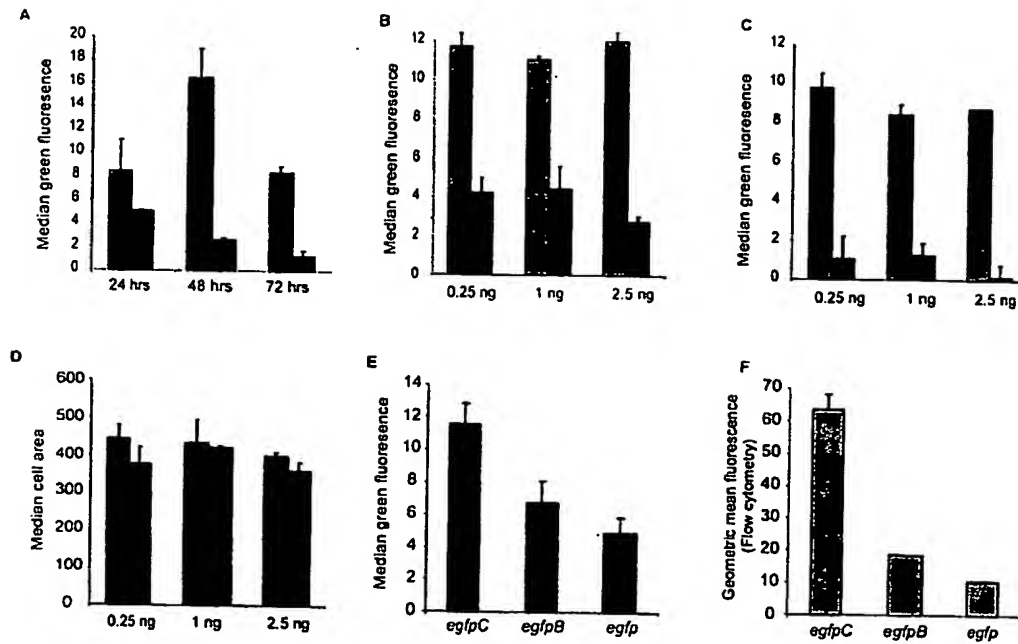 A
Median green fluoresence
20
18
16
14
12
10
8
6
4
2
0
24 hrs 48 hrs 72 hrs
B
Median green fluoresence
12
10
8
6
4
2
0
0.25 ng 1 ng 2.5 ng
C
Median green fluoresence
12
10
8
6
4
2
0
0.25 ng 1 ng 2.5 ng
D
Median cell area
600
500
400
300
200
100
0
0.25 ng 1 ng 2.5 ng
E
Median green fluoresence
14
12
10
8
6
4
2
0
egfpC egfpB egfp
F
Geometric mean fluorescence
(Flow cytometry)
70
60
50
40
30
20
10
0
egfpC egfpB egfp